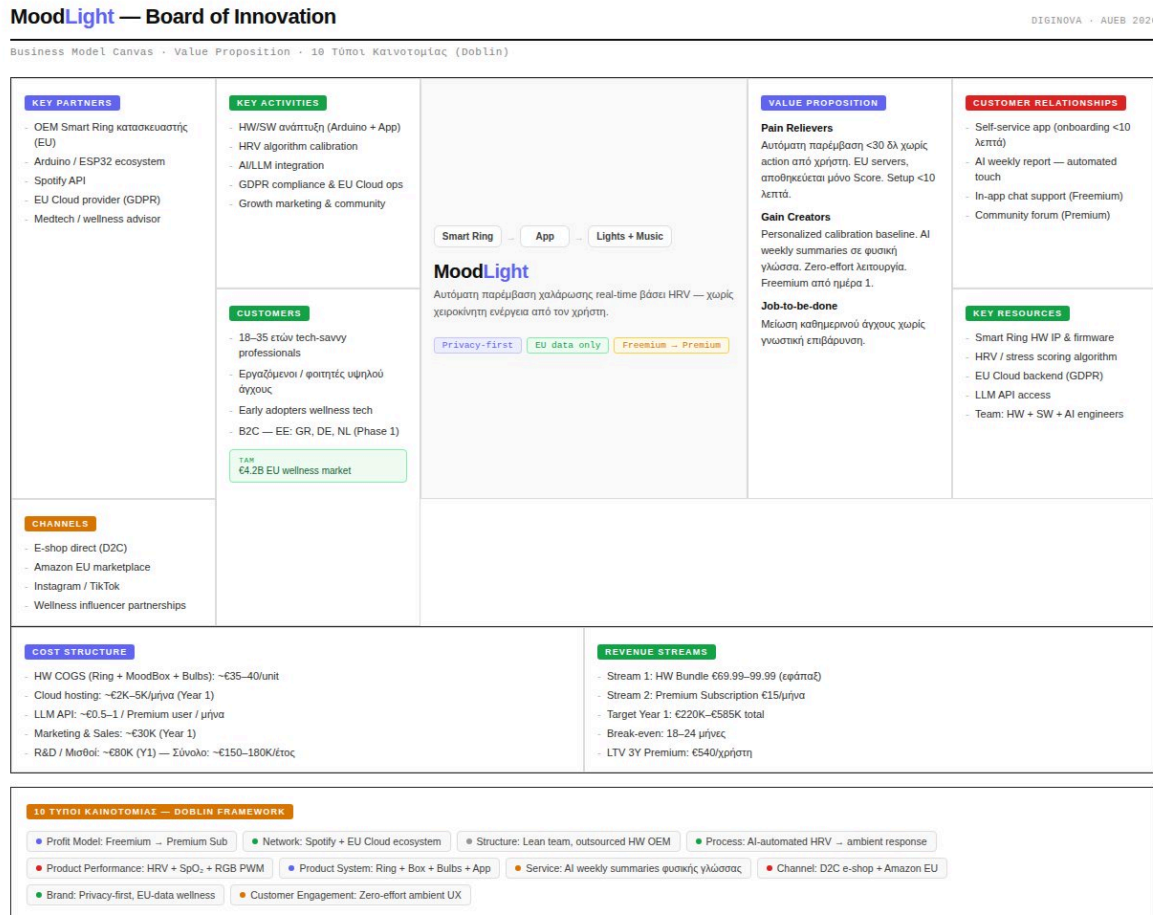 MoodLight — Board of Innovation
DIGINOVA · AUEB 202
Business Model Canvas · Value Proposition · 10 Τύποι Καινοτομίας (Doblin)
KEY PARTNERS
- OEM Smart Ring κατασκευαστής
(EU)
- Arduino / ESP32 ecosystem
- Spotify API
- EU Cloud provider (GDPR)
- Medtech / wellness advisor
KEY ACTIVITIES
- HW/SW ανάπτυξη (Arduino + App)
- HRV algorithm calibration
- AI/LLM integration
- GDPR compliance & EU Cloud ops
- Growth marketing & community
Smart Ring → App → Lights + Music
MoodLight
Αυτόματη παρέμβαση χαλάρωσης real-time βάσει HRV — χωρίς
χειροκίνητη ενέργεια από τον χρήστη.
Privacy-first EU data only Freemium → Premium
VALUE PROPOSITION
Pain Relievers
Αυτόματη παρέμβαση <30 δλ χωρίς
action από χρήστη. EU servers,
αποθηκεύεται μόνο Score. Setup <10
λεπτά.
Gain Creators
Personalized calibration baseline. AI
weekly summaries σε φυσική
γλώσσα. Zero-effort λειτουργία.
Freemium από ημέρα 1.
Job-to-be-done
Μείωση καθημερινού άγχους χωρίς
γνωστική επιβάρυνση.
CUSTOMER RELATIONSHIPS
- Self-service app (onboarding <10
λεπτά)
- AI weekly report — automated
touch
- In-app chat support (Freemium)
- Community forum (Premium)
CUSTOMERS
- 18–35 ετών tech-savvy
professionals
- Εργαζόμενοι / φοιτητές υψηλού
άγχους
- Early adopters wellness tech
- B2C — ΕΕ: GR, DE, NL (Phase 1)
TAM
€4.2B EU wellness market
KEY RESOURCES
- Smart Ring HW IP & firmware
- HRV / stress scoring algorithm
- EU Cloud backend (GDPR)
- LLM API access
- Team: HW + SW + AI engineers
CHANNELS
- E-shop direct (D2C)
- Amazon EU marketplace
- Instagram / TikTok
- Wellness influencer partnerships
COST STRUCTURE
- HW COGS (Ring + MoodBox + Bulbs): ~€35–40/unit
- Cloud hosting: ~€2K–5K/μήνα (Year 1)
- LLM API: ~€0.5–1 / Premium user / μήνα
- Marketing & Sales: ~€30K (Year 1)
- R&D / Μισθοί: ~€80K (Y1) — Σύνολο: ~€150–180K/έτος
REVENUE STREAMS
- Stream 1: HW Bundle €69.99–99.99 (εφάπαξ)
- Stream 2: Premium Subscription €15/μήνα
- Target Year 1: €220K–€585K total
- Break-even: 18–24 μήνες
- LTV 3Y Premium: €540/χρήστη
10 ΤΥΠΟΙ ΚΑΙΝΟΤΟΜΙΑΣ — DOBLIN FRAMEWORK
Profit Model: Freemium → Premium Sub
Network: Spotify + EU Cloud ecosystem
Structure: Lean team, outsourced HW OEM
Process: AI-automated HRV → ambient response
Product Performance: HRV + SpO₂ + RGB PWM
Product System: Ring + Box + Bulbs + App
Service: AI weekly summaries φυσικής γλώσσας
Channel: D2C e-shop + Amazon EU
Brand: Privacy-first, EU-data wellness
Customer Engagement: Zero-effort ambient UX